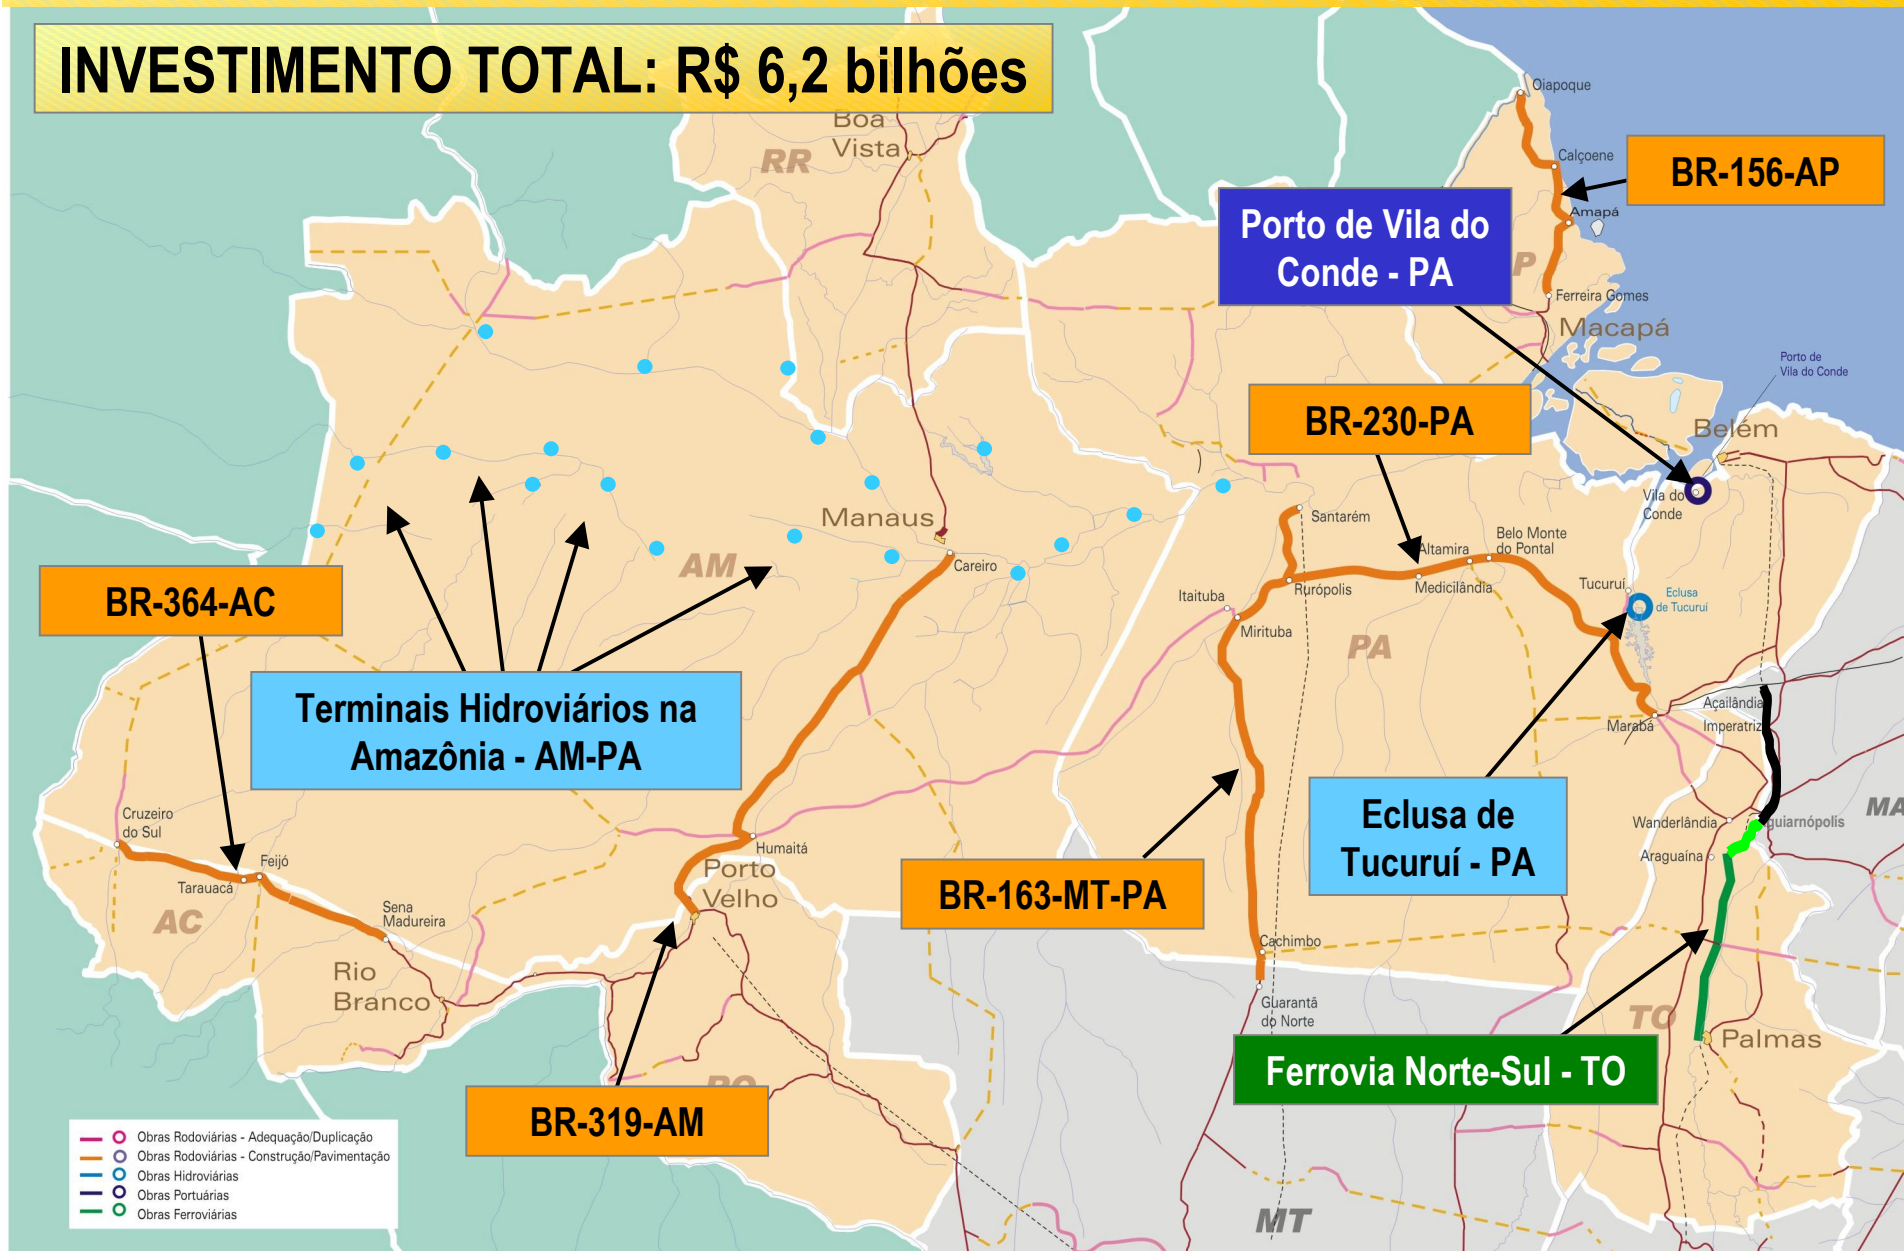 INVESTIMENTO TOTAL: R$ 6,2 bilhões
Oiapoque
Boa
Vista
RR
Calçoene
BR-156-AP
Amapá
Porto de Vila do
Conde - PA
P
Ferreira Gomes
Macapá
Porto de
Vila do Conde
BR-230-PA
Belém
Vila do
Conde
Manaus
Santarém
Careiro
AM
Altamira
Belo Monte
do Pontal
Medicilândia
Rurópolis
Itaituba
Mirituba
Tucuruí
Eclusa
de Tucuruí
BR-364-AC
PA
Terminais Hidroviários na
Amazônia - AM-PA
Açailândia
Marabá
Imperatriz
Eclusa de
Tucuruí - PA
MA
Cruzeiro
do Sul
Wanderlândia
guiarnópolis
Humaitá
Feijó
Tarauacá
Araguaína
Porto
Velho
BR-163-MT-PA
AC
Sena
Madureira
Cachimbo
Rio
Branco
Guarantã
do Norte
TO
Palmas
Ferrovia Norte-Sul - TO
RO
BR-319-AM
Obras Rodoviárias - Adequação/Duplicação
Obras Rodoviárias - Construção/Pavimentação
Obras Hidroviárias
Obras Portuárias
Obras Ferroviárias
MT